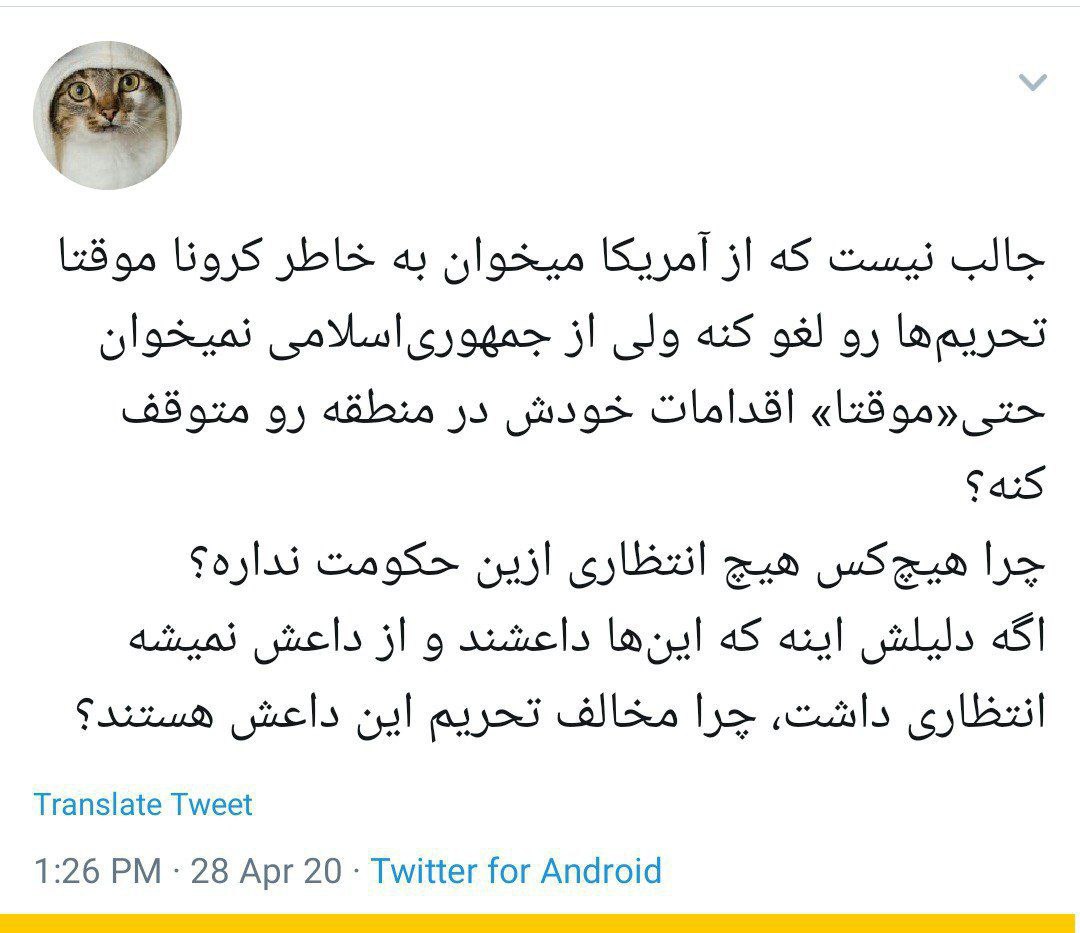 جالب نیست که از آمریکا میخوان به خاطر کرونا موقتا
تحریم‌ها رو لغو کنه ولی از جمهوری‌اسلامی نمیخوان
حتی«موقتا» اقدامات خودش در منطقه رو متوقف
کنه؟
چرا هیچ‌کس هیچ انتظاری ازین حکومت نداره؟
اگه دلیلش اینه که این‌ها داعشند و از داعش نمیشه
انتظاری داشت، چرا مخالف تحریم این داعش هستند؟
Translate Tweet
1:26 PM · 28 Apr 20 · Twitter for Android